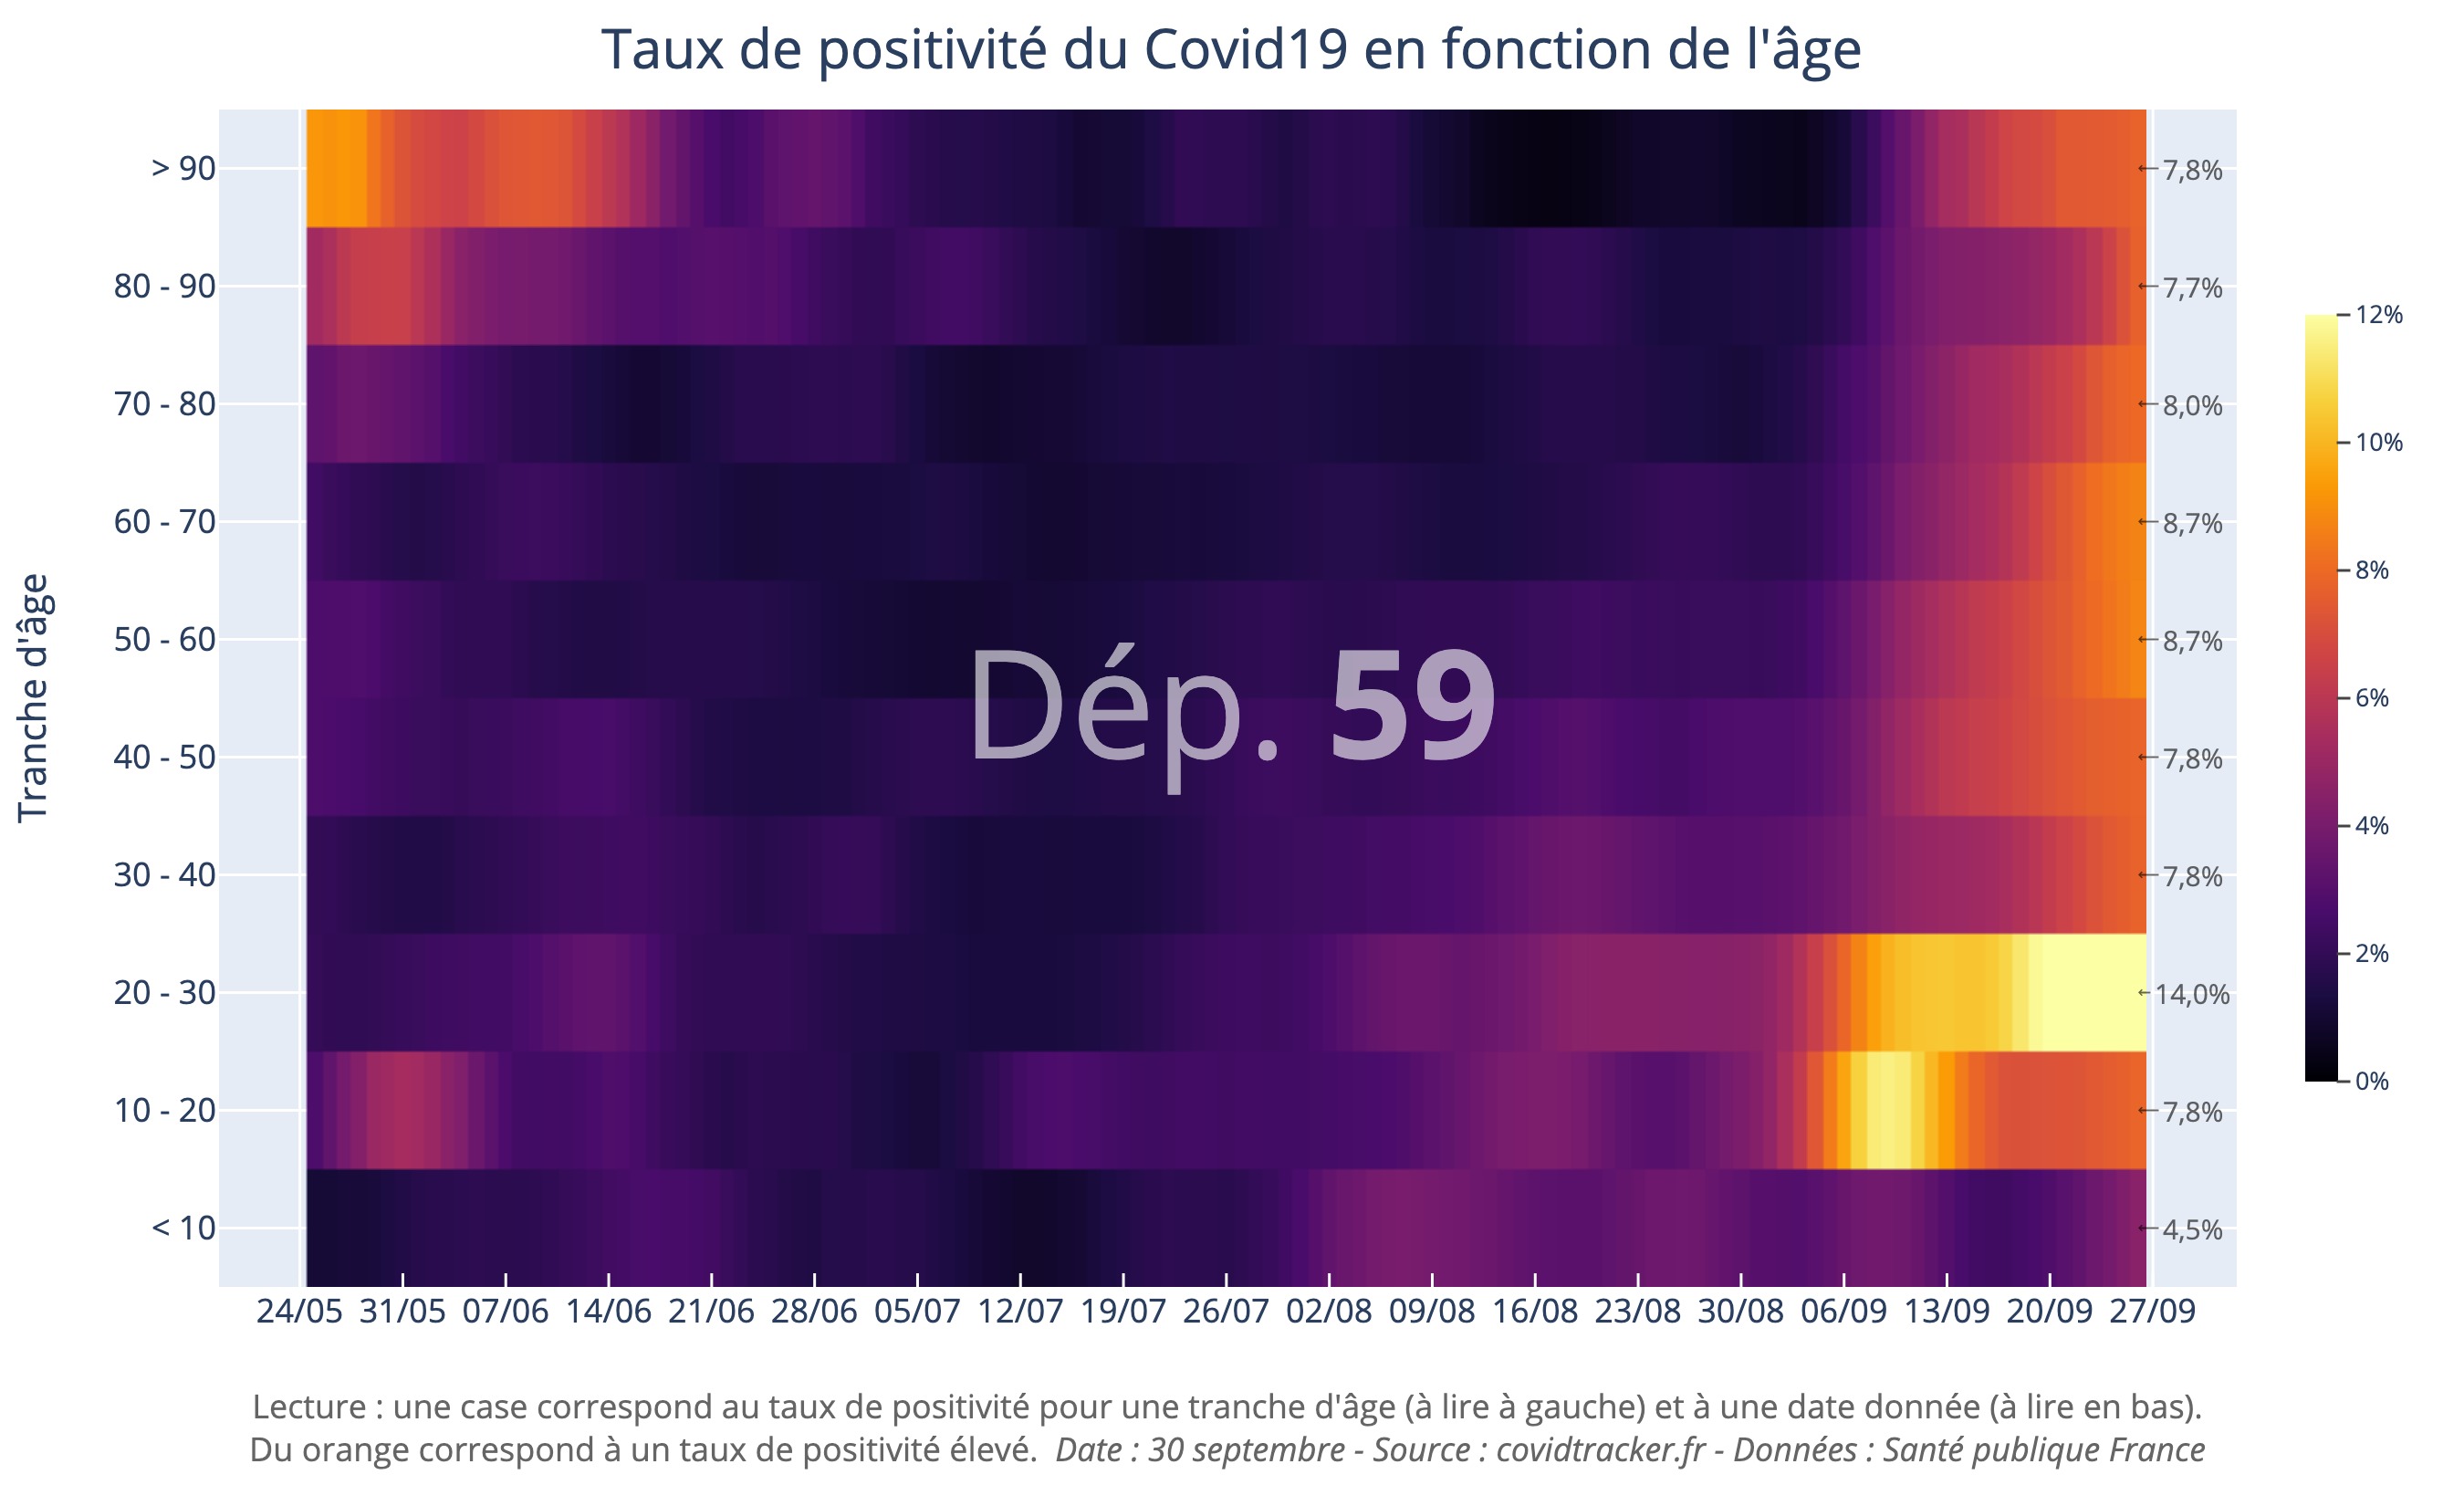 Taux de positivité du Covid19 en fonction de l'âge
> 90
80 - 90
70 - 80
60 - 70
50 - 60
40 - 50
30 - 40
20 - 30
10 - 20
< 10
Tranche d'âge
Dép. 59
7,8%
7,7%
8,0%
8,7%
8,7%
7,8%
7,8%
14,0%
7,8%
4,5%
12%
10%
8%
6%
4%
2%
0%
24/05 31/05 07/06 14/06 21/06 28/06 05/07 12/07 19/07 26/07 02/08 09/08 16/08 23/08 30/08 06/09 13/09 20/09 27/09
Lecture : une case correspond au taux de positivité pour une tranche d'âge (à lire à gauche) et à une date donnée (à lire en bas).
Du orange correspond à un taux de positivité élevé. Date : 30 septembre - Source : covidtracker.fr - Données : Santé publique France